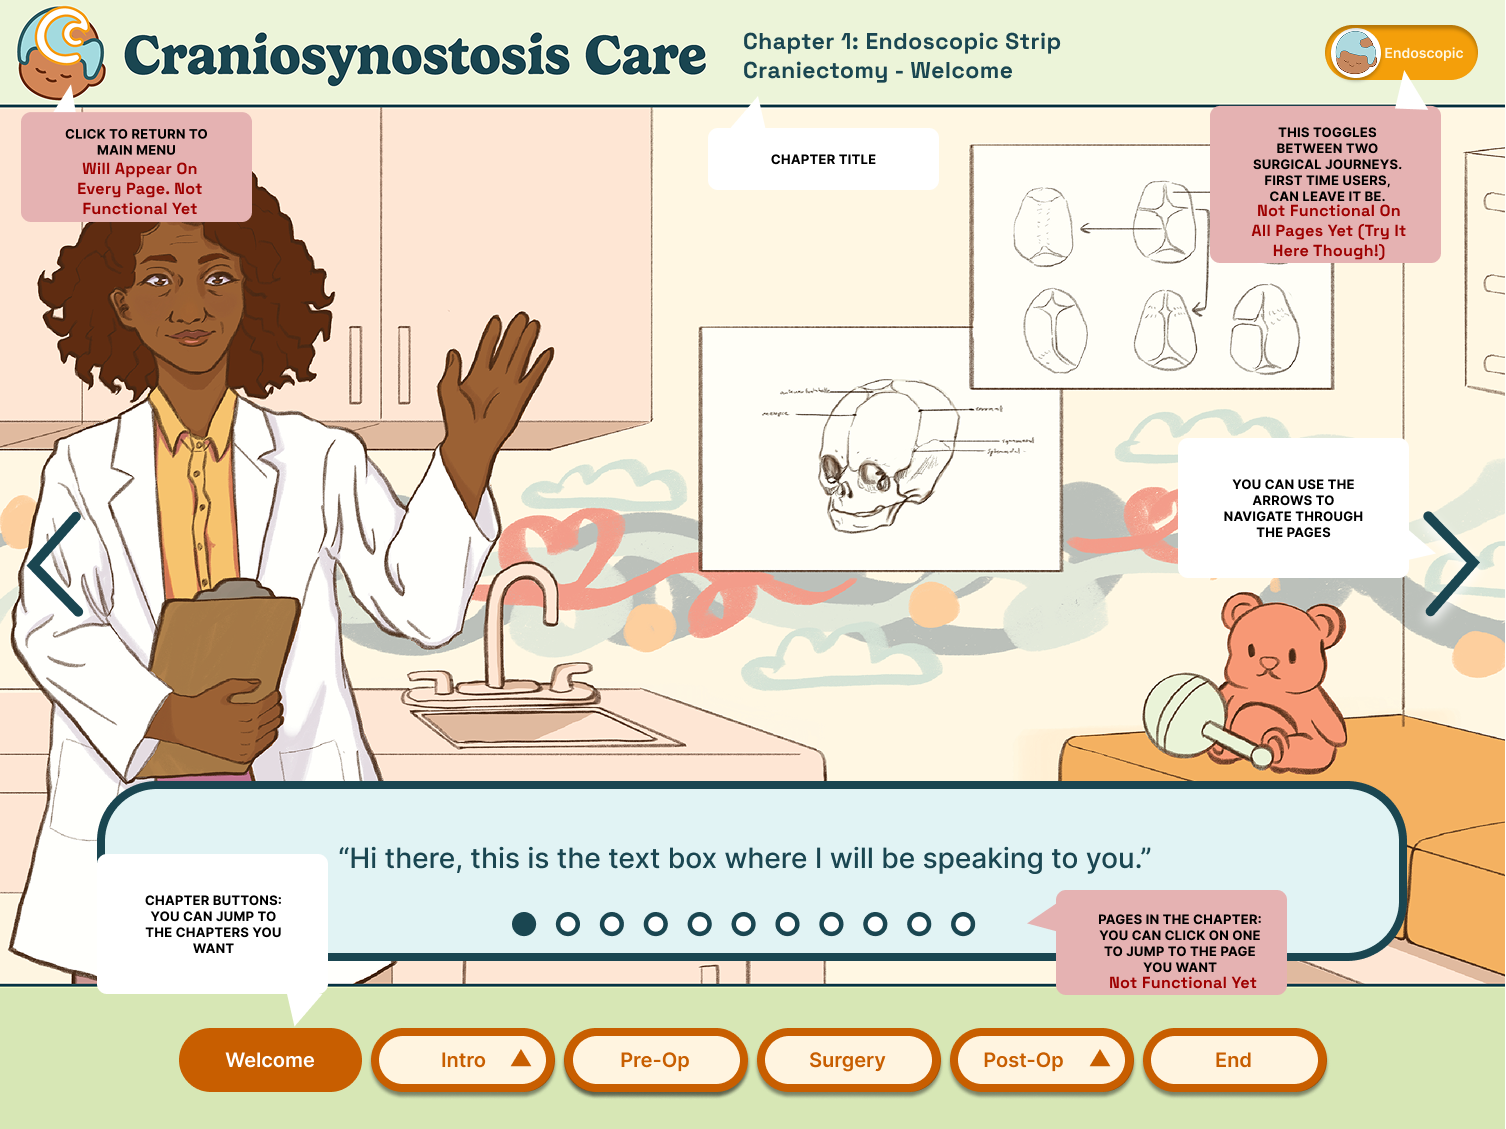 Craniosynostosis Care
Chapter 1: Endoscopic Strip
Craniectomy - Welcome
Endoscopic
CLICK TO RETURN TO
MAIN MENU
Will Appear On
Every Page. Not
Functional Yet
CHAPTER TITLE
THIS TOGGLES
BETWEEN TWO
SURGICAL JOURNEYS.
FIRST TIME USERS,
CAN LEAVE IT BE.
Not Functional On
All Pages Yet (Try It
Here Though!)
YOU CAN USE THE
ARROWS TO
NAVIGATE THROUGH
THE PAGES
“Hi there, this is the text box where I will be speaking to you.”
CHAPTER BUTTONS:
YOU CAN JUMP TO
THE CHAPTERS YOU
WANT
PAGES IN THE CHAPTER:
YOU CAN CLICK ON ONE
TO JUMP TO THE PAGE
YOU WANT
Not Functional Yet
Welcome
Intro
Pre-Op
Surgery
Post-Op
End